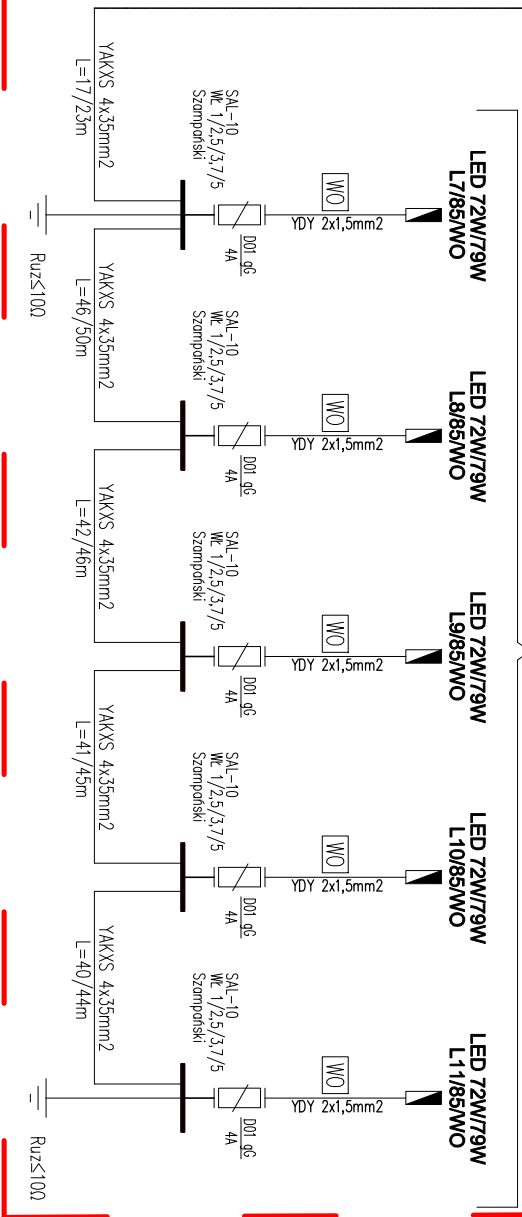 LED 72W/79W
L7/85/WO
WO
YDY 2x1,5mm2
SAL-10
WŁ 1/2,5/3,7/5
Szampański
D01 gG
4A
YAKXS 4x35mm2
L=17/23m
Ruz≤10Ω
LED 72W/79W
L8/85/WO
WO
YDY 2x1,5mm2
SAL-10
WŁ 1/2,5/3,7/5
Szampański
D01 gG
4A
YAKXS 4x35mm2
L=46/50m
LED 72W/79W
L9/85/WO
WO
YDY 2x1,5mm2
SAL-10
WŁ 1/2,5/3,7/5
Szampański
D01 gG
4A
YAKXS 4x35mm2
L=42/46m
LED 72W/79W
L10/85/WO
WO
YDY 2x1,5mm2
SAL-10
WŁ 1/2,5/3,7/5
Szampański
D01 gG
4A
YAKXS 4x35mm2
L=41/45m
LED 72W/79W
L11/85/WO
WO
YDY 2x1,5mm2
SAL-10
WŁ 1/2,5/3,7/5
Szampański
D01 gG
4A
YAKXS 4x35mm2
L=40/44m
Ruz≤10Ω